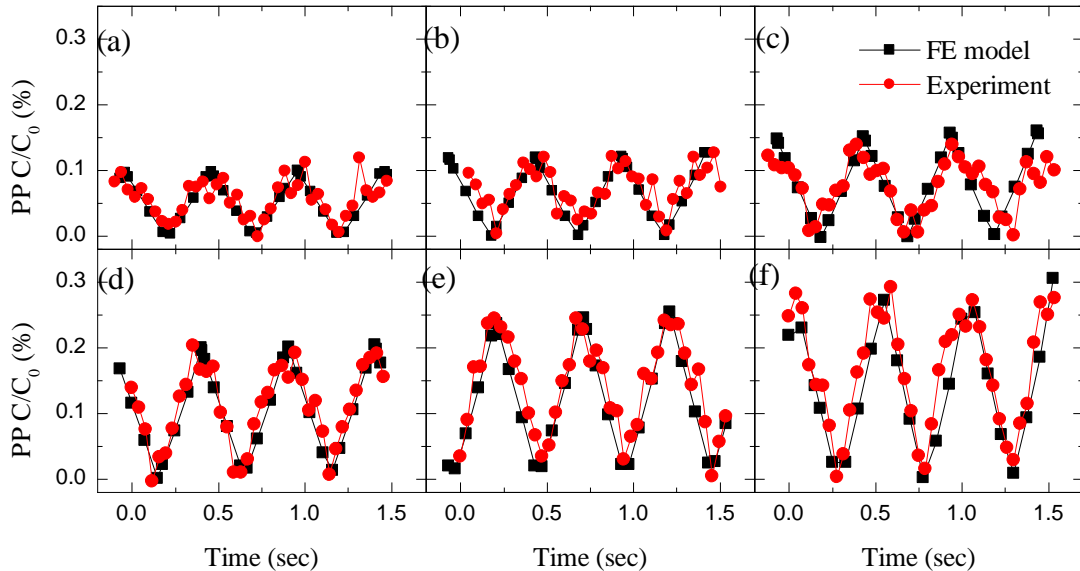 (a) (b) (c)
FE model
Experiment
PP C/C₀ (%)
0.3
0.2
0.1
0.0
(d) (e) (f)
PP C/C₀ (%)
0.3
0.2
0.1
0.0
0.0 0.5 1.0 1.5 0.0 0.5 1.0 1.5 0.0 0.5 1.0 1.5
Time (sec) Time (sec) Time (sec)